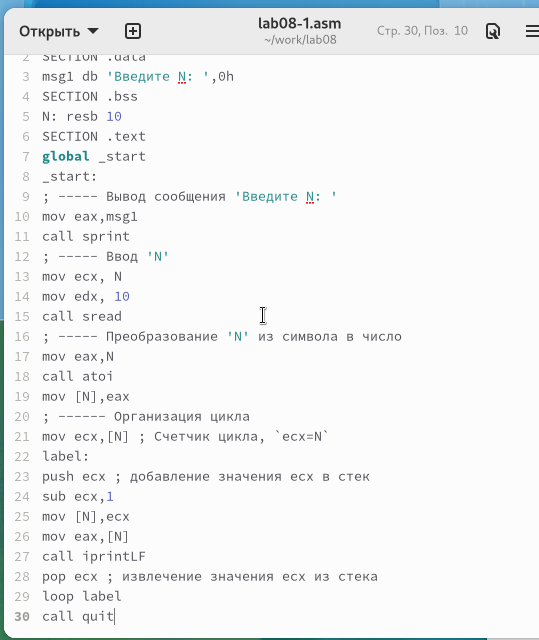 Открыть
lab08-1.asm
~/work/lab08
Стр. 30, Поз. 10
2 SECTION .data
3 msg1 db 'Введите N: ',0h
4 SECTION .bss
5 N: resb 10
6 SECTION .text
7 global _start
8 _start:
9 ; ----- Вывод сообщения 'Введите N: '
10 mov eax,msg1
11 call sprint
12 ; ----- Ввод 'N'
13 mov ecx, N
14 mov edx, 10
15 call sread
16 ; ----- Преобразование 'N' из символа в число
17 mov eax,N
18 call atoi
19 mov [N],eax
20 ; ------ Организация цикла
21 mov ecx,[N] ; Счетчик цикла, `ecx=N`
22 label:
23 push ecx ; добавление значения ecx в стек
24 sub ecx,1
25 mov [N],ecx
26 mov eax,[N]
27 call iprintLF
28 pop ecx ; извлечение значения ecx из стека
29 loop label
30 call quit